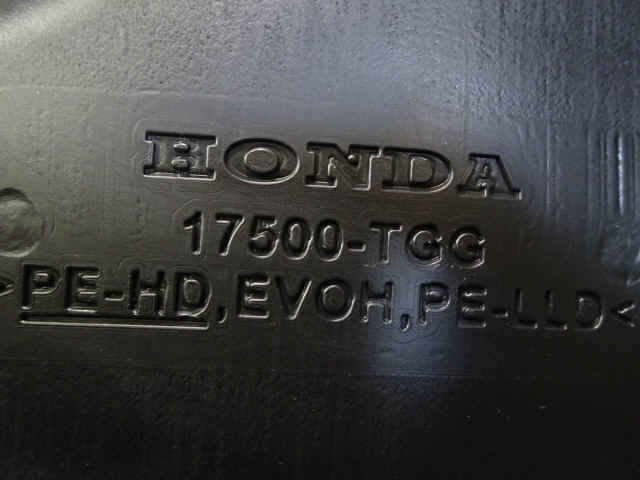 HONDA
17500-TGG
>PE-HD,EVOH,PE-LLD<